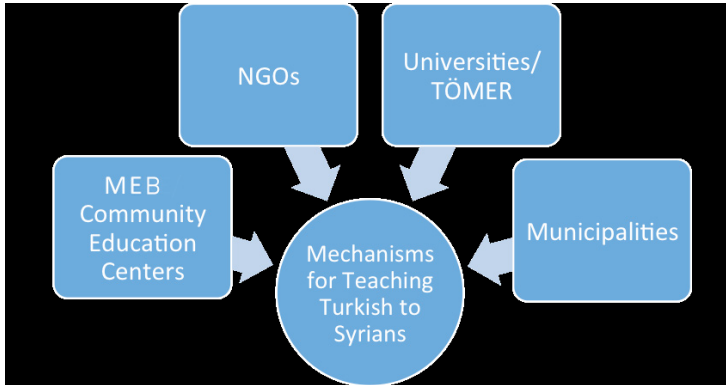 NGOs
Universities/
TÖMER
MEB
Community
Education
Centers
Municipalities
Mechanisms
for Teaching
Turkish to
Syrians